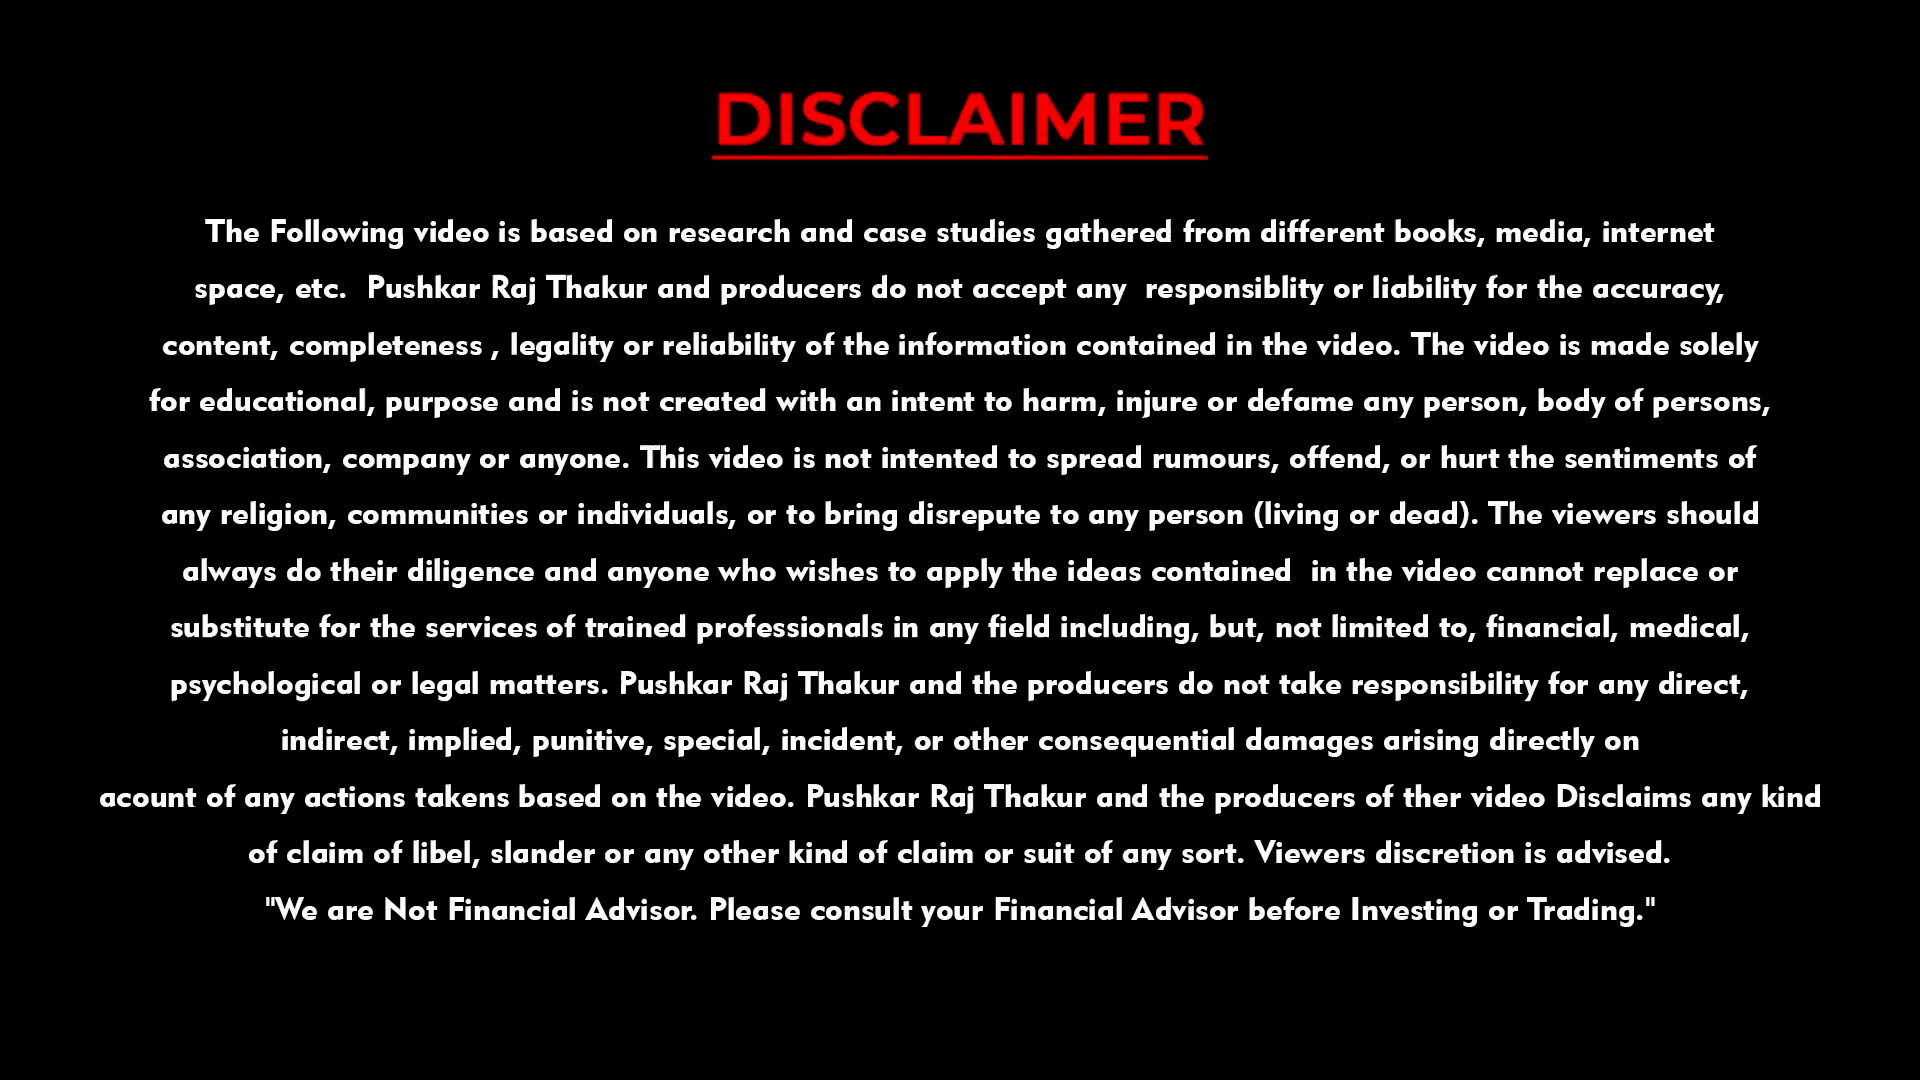 DISCLAIMER
The Following video is based on research and case studies gathered from different books, media, internet
space, etc.  Pushkar Raj Thakur and producers do not accept any  responsiblity or liability for the accuracy,
content, completeness , legality or reliability of the information contained in the video. The video is made solely
for educational, purpose and is not created with an intent to harm, injure or defame any person, body of persons,
association, company or anyone. This video is not intented to spread rumours, offend, or hurt the sentiments of
any religion, communities or individuals, or to bring disrepute to any person (living or dead). The viewers should
always do their diligence and anyone who wishes to apply the ideas contained  in the video cannot replace or
substitute for the services of trained professionals in any field including, but, not limited to, financial, medical,
psychological or legal matters. Pushkar Raj Thakur and the producers do not take responsibility for any direct,
indirect, implied, punitive, special, incident, or other consequential damages arising directly on
acount of any actions takens based on the video. Pushkar Raj Thakur and the producers of ther video Disclaims any kind
of claim of libel, slander or any other kind of claim or suit of any sort. Viewers discretion is advised.
"We are Not Financial Advisor. Please consult your Financial Advisor before Investing or Trading."